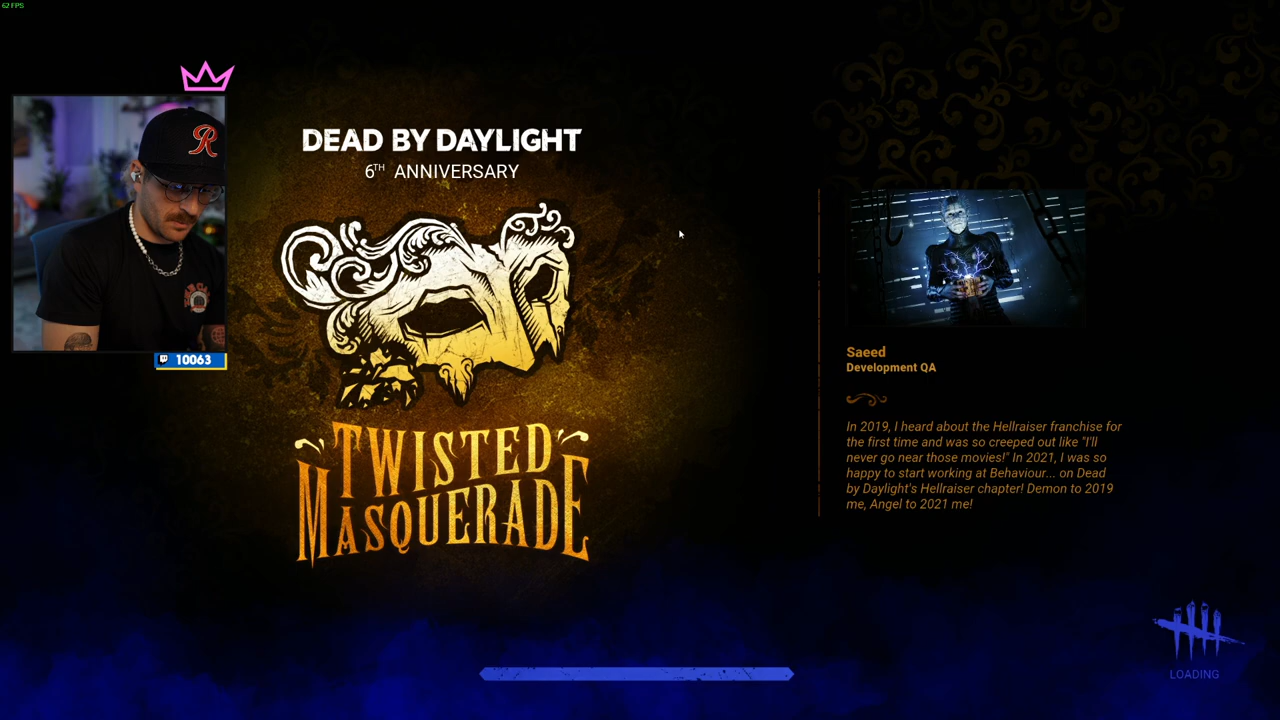 62 FPS
R
10063
DEAD BY DAYLIGHT
6TH ANNIVERSARY
TWISTED
MASQUERADE
Saeed
Development QA
In 2019, I heard about the Hellraiser franchise for
the first time and was so creeped out like "I'll
never go near those movies!" In 2021, I was so
happy to start working at Behaviour... on Dead
by Daylight's Hellraiser chapter! Demon to 2019
me, Angel to 2021 me!
LOADING